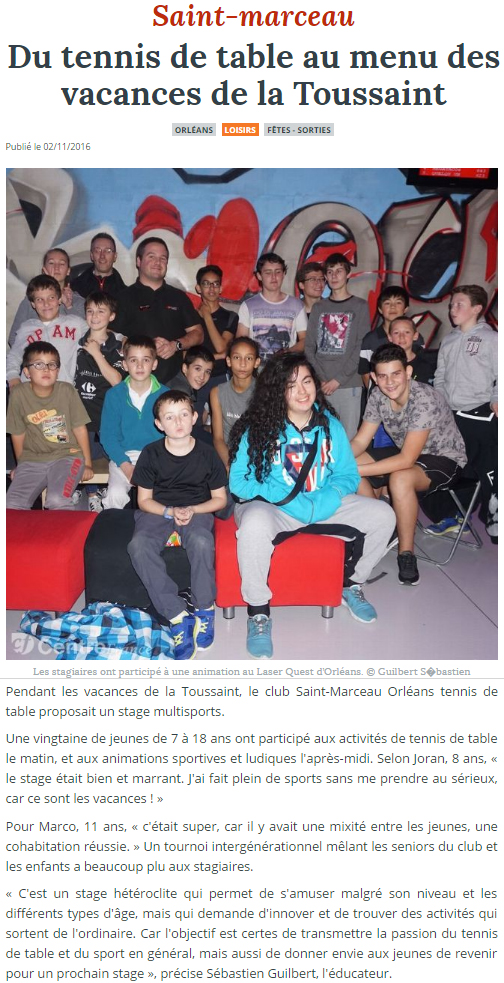 Saint-marceau
Du tennis de table au menu des
vacances de la Toussaint
ORLÉANS LOISIRS FÊTES - SORTIES
Publié le 02/11/2016
PAM
Centre
Les stagiaires ont participé à une animation au Laser Quest d'Orléans. © Guilbert S�bastien
Pendant les vacances de la Toussaint, le club Saint-Marceau Orléans tennis de
table proposait un stage multisports.
Une vingtaine de jeunes de 7 à 18 ans ont participé aux activités de tennis de table
le matin, et aux animations sportives et ludiques l'après-midi. Selon Joran, 8 ans, «
le stage était bien et marrant. J'ai fait plein de sports sans me prendre au sérieux,
car ce sont les vacances ! »
Pour Marco, 11 ans, « c'était super, car il y avait une mixité entre les jeunes, une
cohabitation réussie. » Un tournoi intergénérationnel mêlant les seniors du club et
les enfants a beaucoup plu aux stagiaires.
« C'est un stage hétéroclite qui permet de s'amuser malgré son niveau et les
différents types d'âge, mais qui demande d'innover et de trouver des activités qui
sortent de l'ordinaire. Car l'objectif est certes de transmettre la passion du tennis
de table et du sport en général, mais aussi de donner envie aux jeunes de revenir
pour un prochain stage », précise Sébastien Guilbert, l'éducateur.